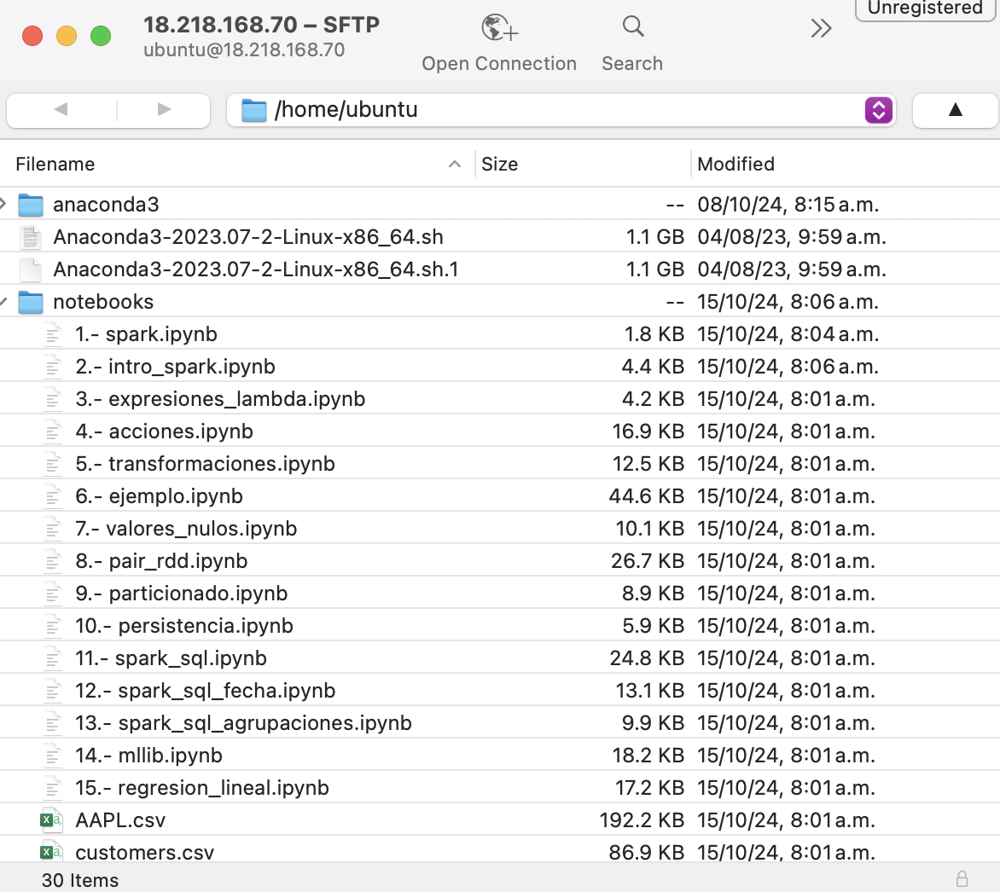 18.218.168.70 – SFTP
ubuntu@18.218.168.70
Open Connection
Search
Unregistered
/home/ubuntu
Filename Size Modified
anaconda3 -- 08/10/24, 8:15 a.m.
Anaconda3-2023.07-2-Linux-x86_64.sh 1.1 GB 04/08/23, 9:59 a.m.
Anaconda3-2023.07-2-Linux-x86_64.sh.1 1.1 GB 04/08/23, 9:59 a.m.
notebooks -- 15/10/24, 8:06 a.m.
1.- spark.ipynb 1.8 KB 15/10/24, 8:04 a.m.
2.- intro_spark.ipynb 4.4 KB 15/10/24, 8:06 a.m.
3.- expresiones_lambda.ipynb 4.2 KB 15/10/24, 8:01 a.m.
4.- acciones.ipynb 16.9 KB 15/10/24, 8:01 a.m.
5.- transformaciones.ipynb 12.5 KB 15/10/24, 8:01 a.m.
6.- ejemplo.ipynb 44.6 KB 15/10/24, 8:01 a.m.
7.- valores_nulos.ipynb 10.1 KB 15/10/24, 8:01 a.m.
8.- pair_rdd.ipynb 26.7 KB 15/10/24, 8:01 a.m.
9.- particionado.ipynb 8.9 KB 15/10/24, 8:01 a.m.
10.- persistencia.ipynb 5.9 KB 15/10/24, 8:01 a.m.
11.- spark_sql.ipynb 24.8 KB 15/10/24, 8:01 a.m.
12.- spark_sql_fecha.ipynb 13.1 KB 15/10/24, 8:01 a.m.
13.- spark_sql_agrupaciones.ipynb 9.9 KB 15/10/24, 8:01 a.m.
14.- mllib.ipynb 18.2 KB 15/10/24, 8:01 a.m.
15.- regresion_lineal.ipynb 17.2 KB 15/10/24, 8:01 a.m.
AAPL.csv 192.2 KB 15/10/24, 8:01 a.m.
customers.csv 86.9 KB 15/10/24, 8:01 a.m.
30 Items